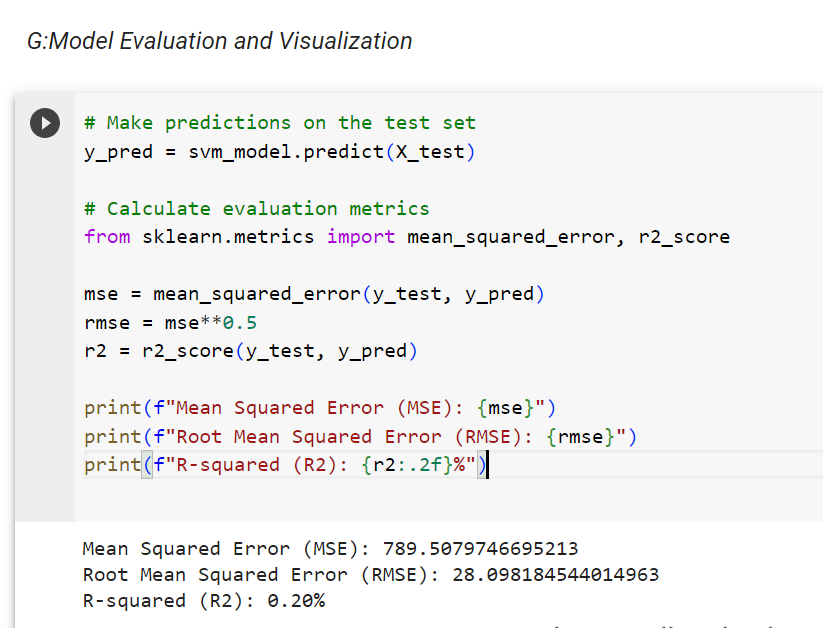 G:Model Evaluation and Visualization
# Make predictions on the test set
y_pred = svm_model.predict(X_test)
# Calculate evaluation metrics
from sklearn.metrics import mean_squared_error, r2_score
mse = mean_squared_error(y_test, y_pred)
rmse = mse**0.5
r2 = r2_score(y_test, y_pred)
print(f"Mean Squared Error (MSE): {mse}")
print(f"Root Mean Squared Error (RMSE): {rmse}")
print(f"R-squared (R2): {r2:.2f}%")
Mean Squared Error (MSE): 789.5079746695213
Root Mean Squared Error (RMSE): 28.098184544014963
R-squared (R2): 0.20%